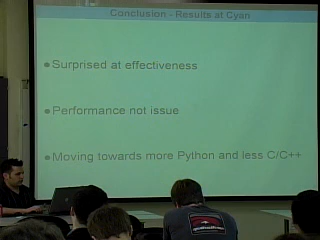 Conclusion - Results at Cyan
• Surprised at effectiveness
• Performance not issue
• Moving towards more Python and less C/C++